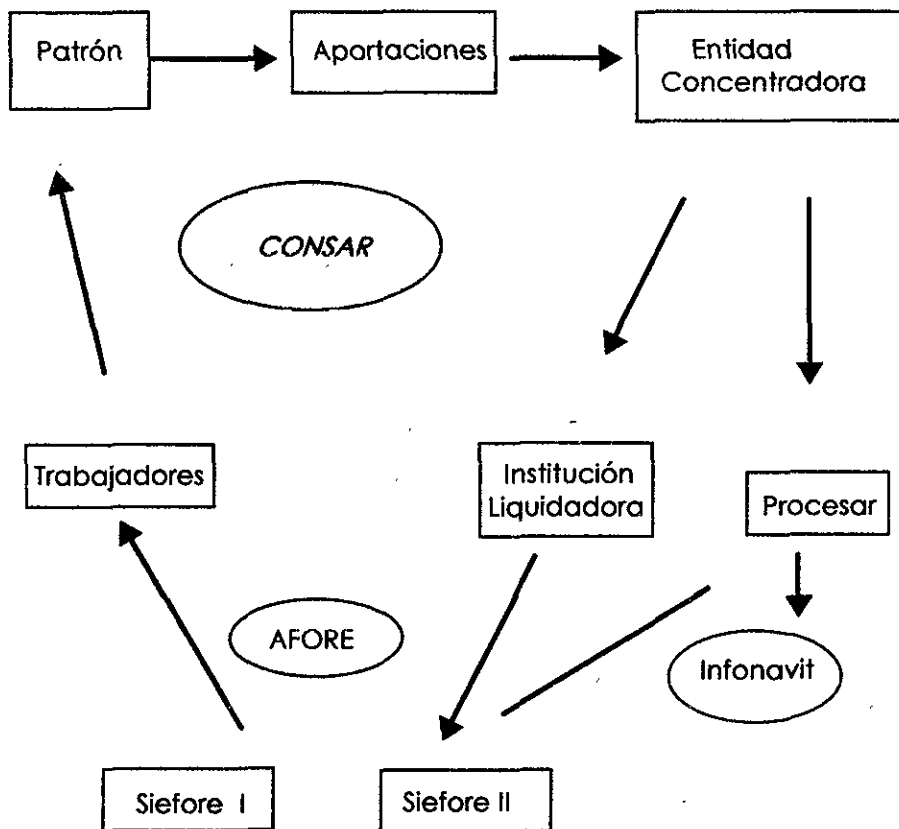 Patrón
Aportaciones
Entidad
Concentradora
CONSAR
Trabajadores
Institución
Liquidadora
Procesar
AFORE
Infonavit
Siefore I
Siefore II